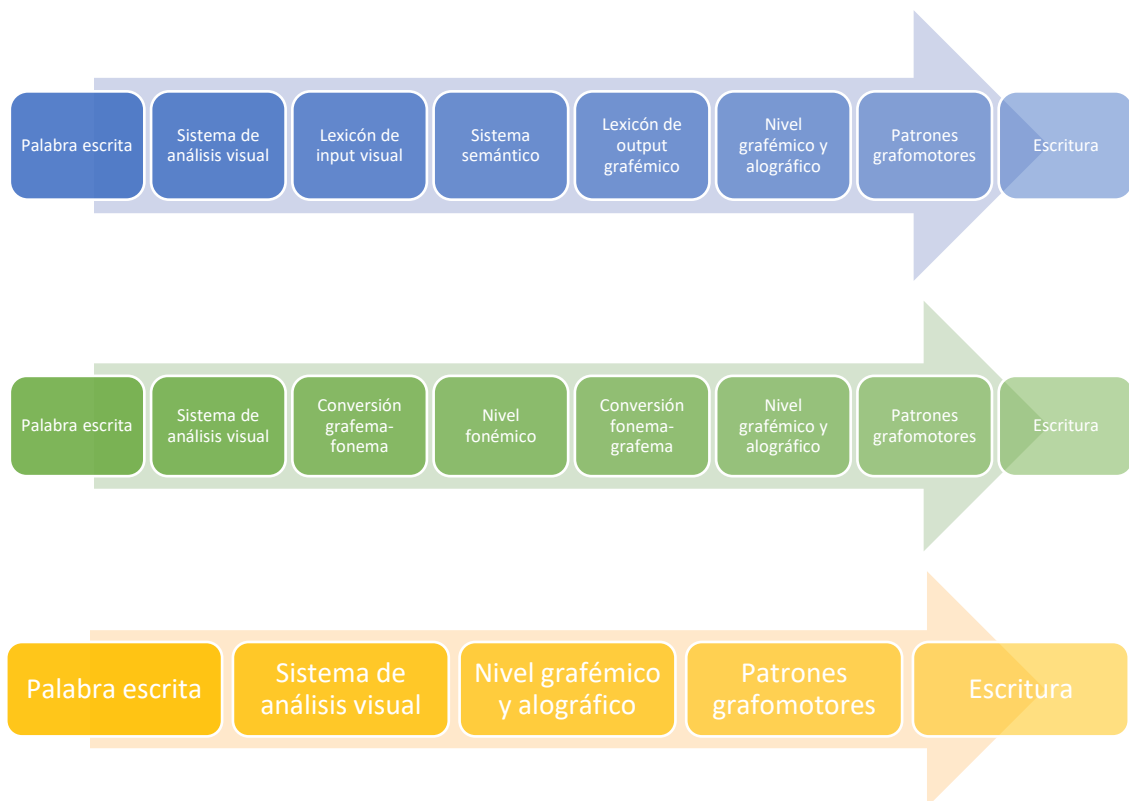 Palabra escrita
Sistema de
análisis visual
Lexicón de
input visual
Sistema
semántico
Lexicón de
output
grafémico
Nivel
grafémico y
alográfico
Patrones
grafomotores
Escritura
Palabra escrita
Sistema de
análisis visual
Conversión
grafema-
fonema
Nivel
fonémico
Conversión
fonema-
grafema
Nivel
grafémico y
alográfico
Patrones
grafomotores
Escritura
Palabra escrita
Sistema de
análisis visual
Nivel grafémico
y alográfico
Patrones
grafomotores
Escritura